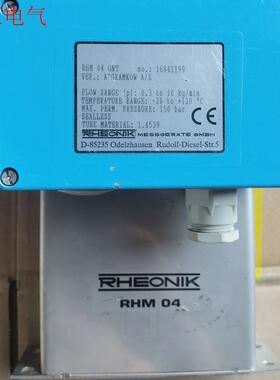 电气
RHM 04 GNT no.: 16841199
VER.: A*GRAMKOW A/S
FLOW RANGE |p|: 0.3 to 10 kg/min
TEMPERATURE RANGE: -20 to +120 °C
MAX. PERM. PRESSURE: 150 bar
SEALLESS
TUBE MATERIAL: 1.4539
RHEONIK MESSGERÄTE GMBH
D-85235 Odelzhausen Rudolf-Diesel-Str.5
RHEONIK
RHM 04